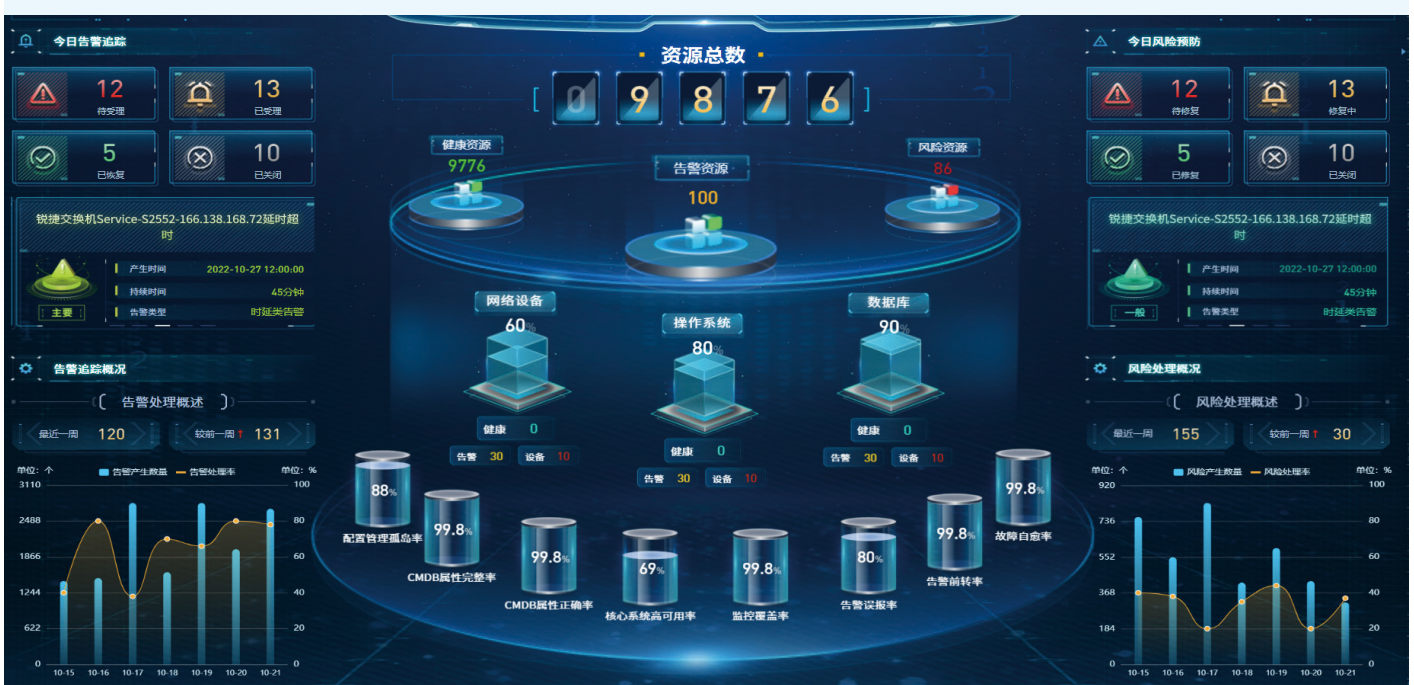 今日告警追踪
12
待受理
13
已受理
5
已恢复
10
已关闭
锐捷交换机Service-S2552-166.138.168.72延时超
时
主要
产生时间 2022-10-27 12:00:00
持续时间 45分钟
告警类型 时延类告警
告警追踪概况
告警处理概述
最近一周 120
较前一周↑ 131
单位: 个 告警产生数量 告警处理率 单位: %
3110
2488
1866
1244
622
0
100
80
60
40
20
0
10-15 10-16 10-17 10-18 10-19 10-20 10-21
资源总数
[ 0 9 8 7 6 ]
健康资源
9776
告警资源
100
风险资源
86
网络设备
60%
健康 0
告警 30 设备 10
操作系统
80%
健康 0
告警 30 设备 10
数据库
90%
健康 0
告警 30 设备 10
88%
配置管理孤岛率
99.8%
CMDB属性完整率
99.8%
CMDB属性正确率
69%
核心系统高可用率
99.8%
监控覆盖率
80%
告警误报率
99.8%
告警前转率
99.8%
故障自愈率
今日风险预防
12
待修复
13
修复中
5
已修复
10
已关闭
锐捷交换机Service-S2552-166.138.168.72延时超
时
一般
产生时间 2022-10-27 12:00:00
持续时间 45分钟
告警类型 时延类告警
风险处理概况
风险处理概述
最近一周 155
较前一周↑ 30
单位: 个 风险产生数量 风险处理率 单位: %
920
736
552
368
184
0
100
80
60
40
20
0
10-15 10-16 10-17 10-18 10-19 10-20 10-21